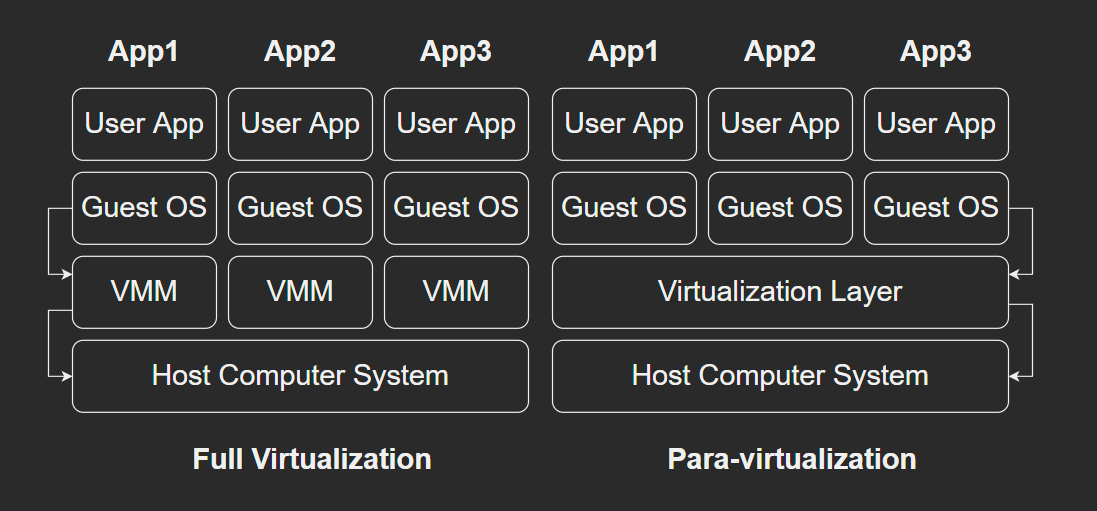 App1 App2 App3 App1 App2 App3
User App User App User App User App User App User App
Guest OS Guest OS Guest OS Guest OS Guest OS Guest OS
VMM VMM VMM Virtualization Layer
Host Computer System Host Computer System
Full Virtualization Para-virtualization